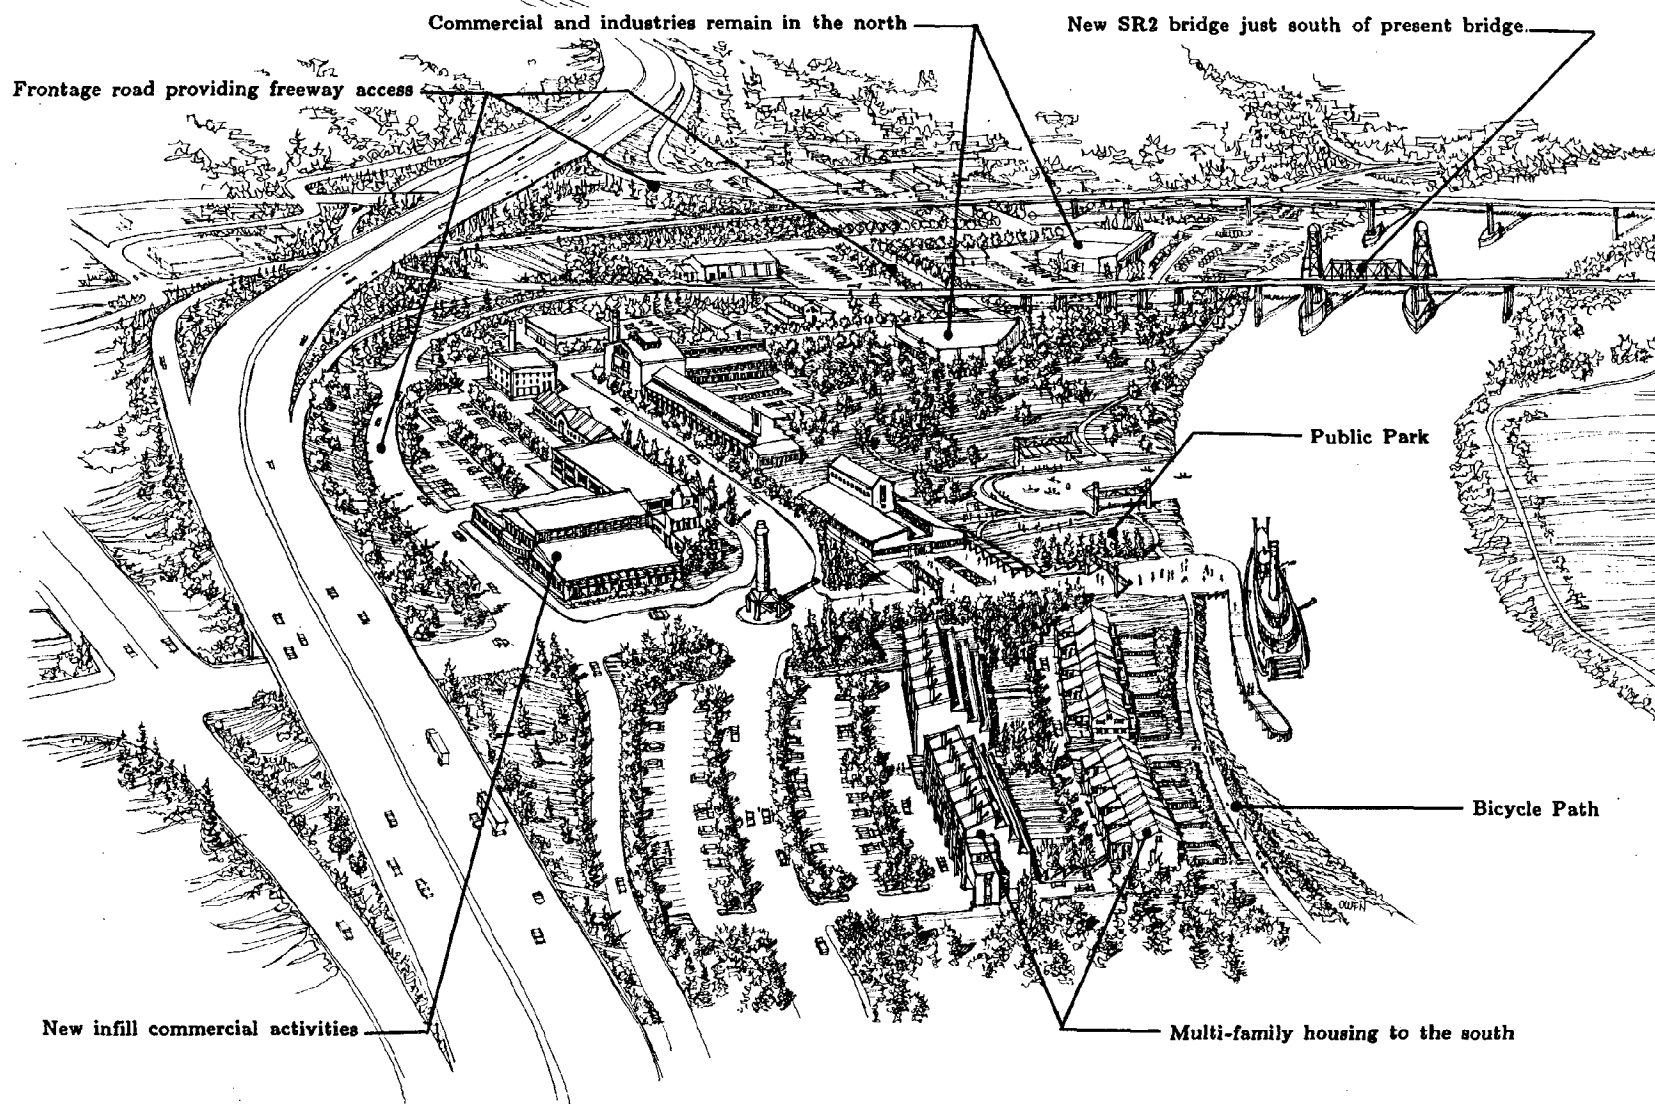 Commercial and industries remain in the north
New SR2 bridge just south of present bridge.
Frontage road providing freeway access
Public Park
Bicycle Path
OWEN
New infill commercial activities
Multi-family housing to the south